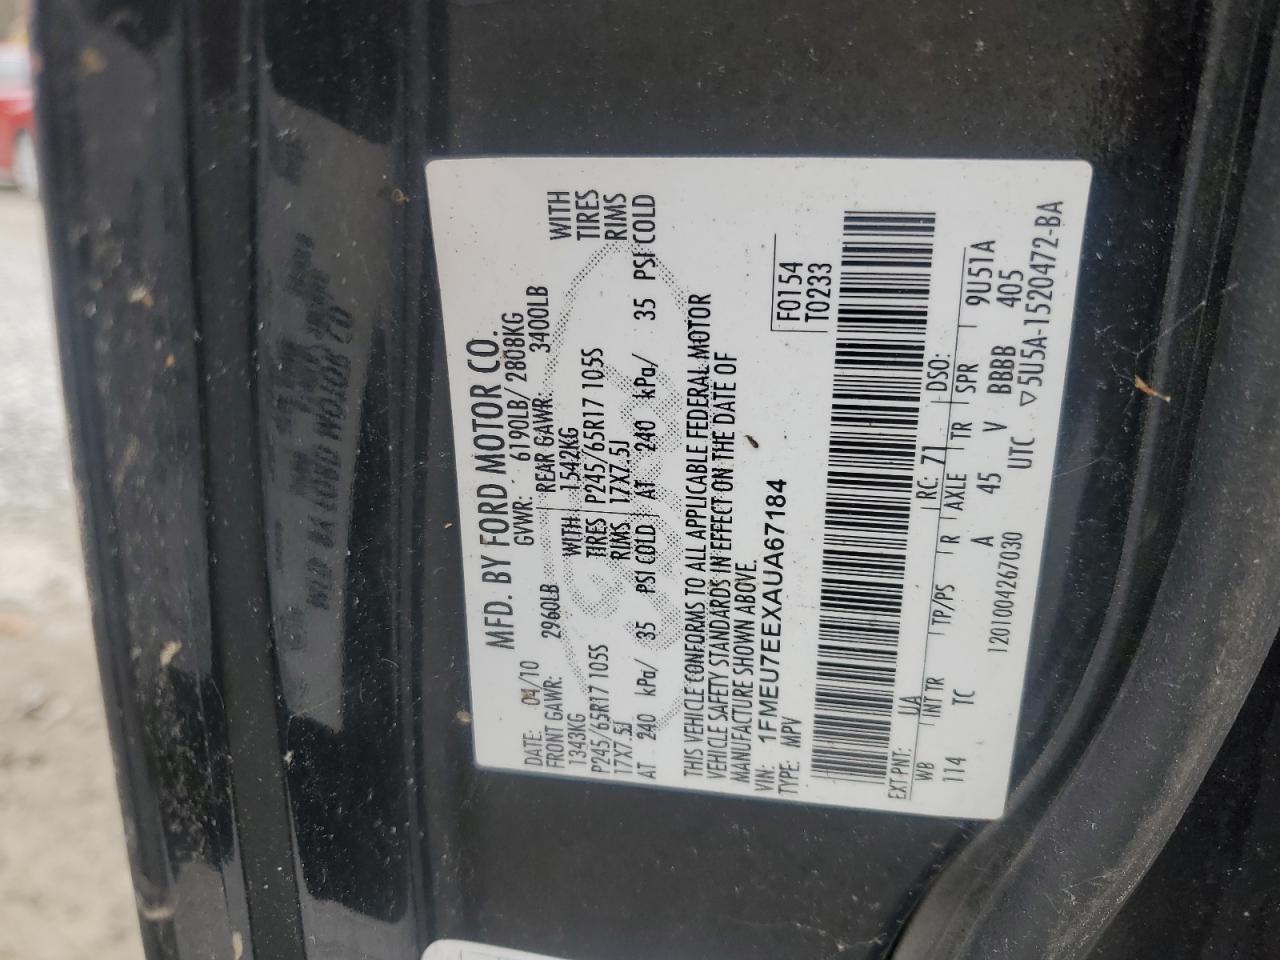 MFD. BY FORD MOTOR CO.
DATE: 04/10 GVWR: 6190LB/ 2808KG
FRONT GAWR: 2960LB REAR GAWR: 3400LB
1343KG WITH 1542KG WITH
P245/65R17 105S TIRES P245/65R17 105S TIRES
17X7.5J RIMS 17X7.5J RIMS
AT 240 kPa/ 35 PSI COLD AT 240 kPa/ 35 PSI COLD
THIS VEHICLE CONFORMS TO ALL APPLICABLE FEDERAL MOTOR
VEHICLE SAFETY STANDARDS IN EFFECT ON THE DATE OF
MANUFACTURE SHOWN ABOVE.
VIN: 1FMEU7EEXAUA67184 F0154
TYPE: MPV T0233
EXT PNT: UA RC: 71 DSO:
WB INT TR TP/PS R AXLE TR SPR 9U51A
114 TC A 45 V BBBB 405
1201004267030 UTC ▽5U5A-1520472-BA